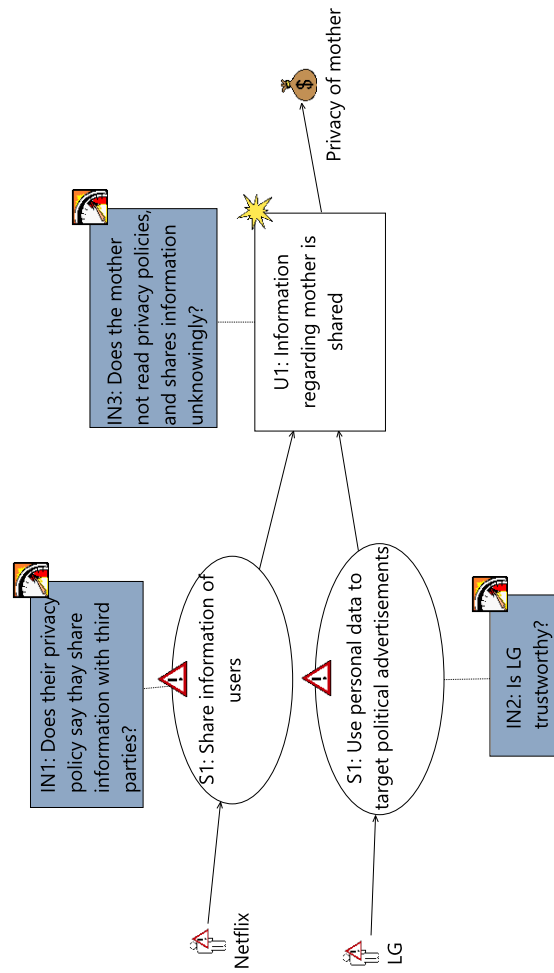 IN1: Does their privacy
policy say thay share
information with third
parties?
IN3: Does the mother
not read privacy policies,
and shares information
unknowingly?
Netflix
S1: Share information of
users
U1: Information
regarding mother is
shared
$
Privacy of mother
LG
S1: Use personal data to
target political advertisements
IN2: Is LG
trustworthy?